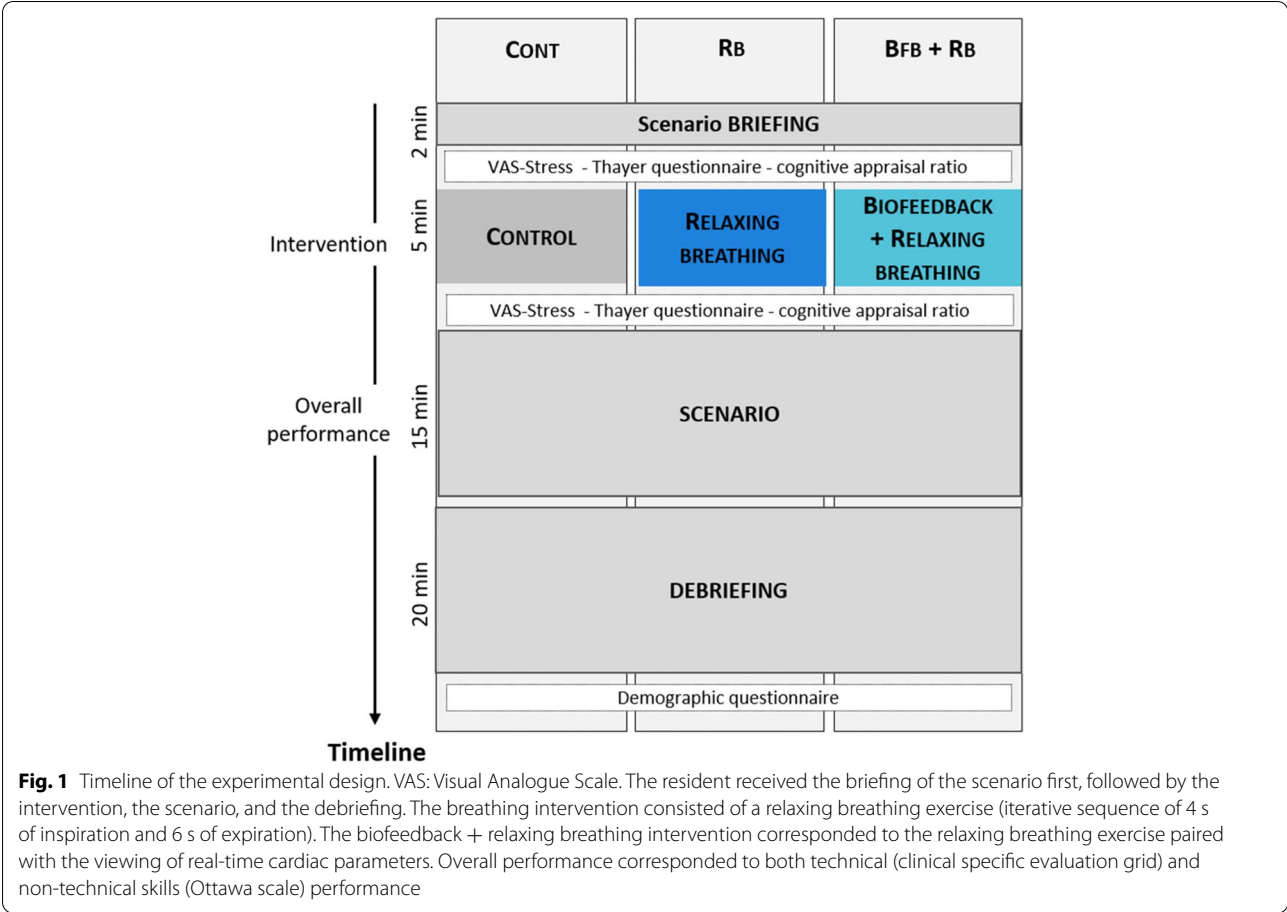 CONT
RB
BFB + RB
2 min
Scenario BRIEFING
VAS-Stress - Thayer questionnaire - cognitive appraisal ratio
Intervention
5 min
CONTROL
RELAXING
BREATHING
BIOFEEDBACK
+ RELAXING
BREATHING
VAS-Stress - Thayer questionnaire - cognitive appraisal ratio
Overall
performance
15 min
SCENARIO
20 min
DEBRIEFING
Demographic questionnaire
Timeline
Fig. 1 Timeline of the experimental design. VAS: Visual Analogue Scale. The resident received the briefing of the scenario first, followed by the
intervention, the scenario, and the debriefing. The breathing intervention consisted of a relaxing breathing exercise (iterative sequence of 4 s
of inspiration and 6 s of expiration). The biofeedback + relaxing breathing intervention corresponded to the relaxing breathing exercise paired
with the viewing of real-time cardiac parameters. Overall performance corresponded to both technical (clinical specific evaluation grid) and
non-technical skills (Ottawa scale) performance